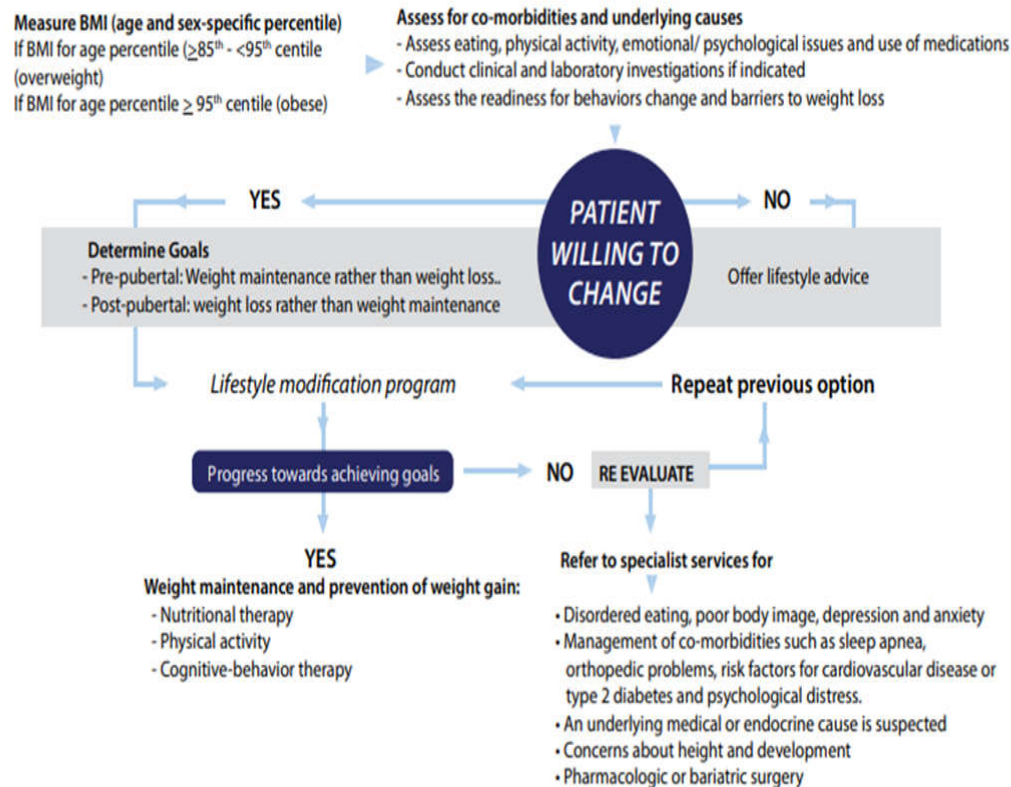 Measure BMI (age and sex-specific percentile)
If BMI for age percentile (≥85th - <95th centile
(overweight)
If BMI for age percentile ≥ 95th centile (obese)
Assess for co-morbidities and underlying causes
- Assess eating, physical activity, emotional/ psychological issues and use of medications
- Conduct clinical and laboratory investigations if indicated
- Assess the readiness for behaviors change and barriers to weight loss
PATIENT
WILLING TO
CHANGE
YES
NO
Determine Goals
- Pre-pubertal: Weight maintenance rather than weight loss..
- Post-pubertal: weight loss rather than weight maintenance
Offer lifestyle advice
Lifestyle modification program
Repeat previous option
Progress towards achieving goals
NO
RE EVALUATE
YES
Weight maintenance and prevention of weight gain:
- Nutritional therapy
- Physical activity
- Cognitive-behavior therapy
Refer to specialist services for
• Disordered eating, poor body image, depression and anxiety
• Management of co-morbidities such as sleep apnea,
orthopedic problems, risk factors for cardiovascular disease or
type 2 diabetes and psychological distress.
• An underlying medical or endocrine cause is suspected
• Concerns about height and development
• Pharmacologic or bariatric surgery